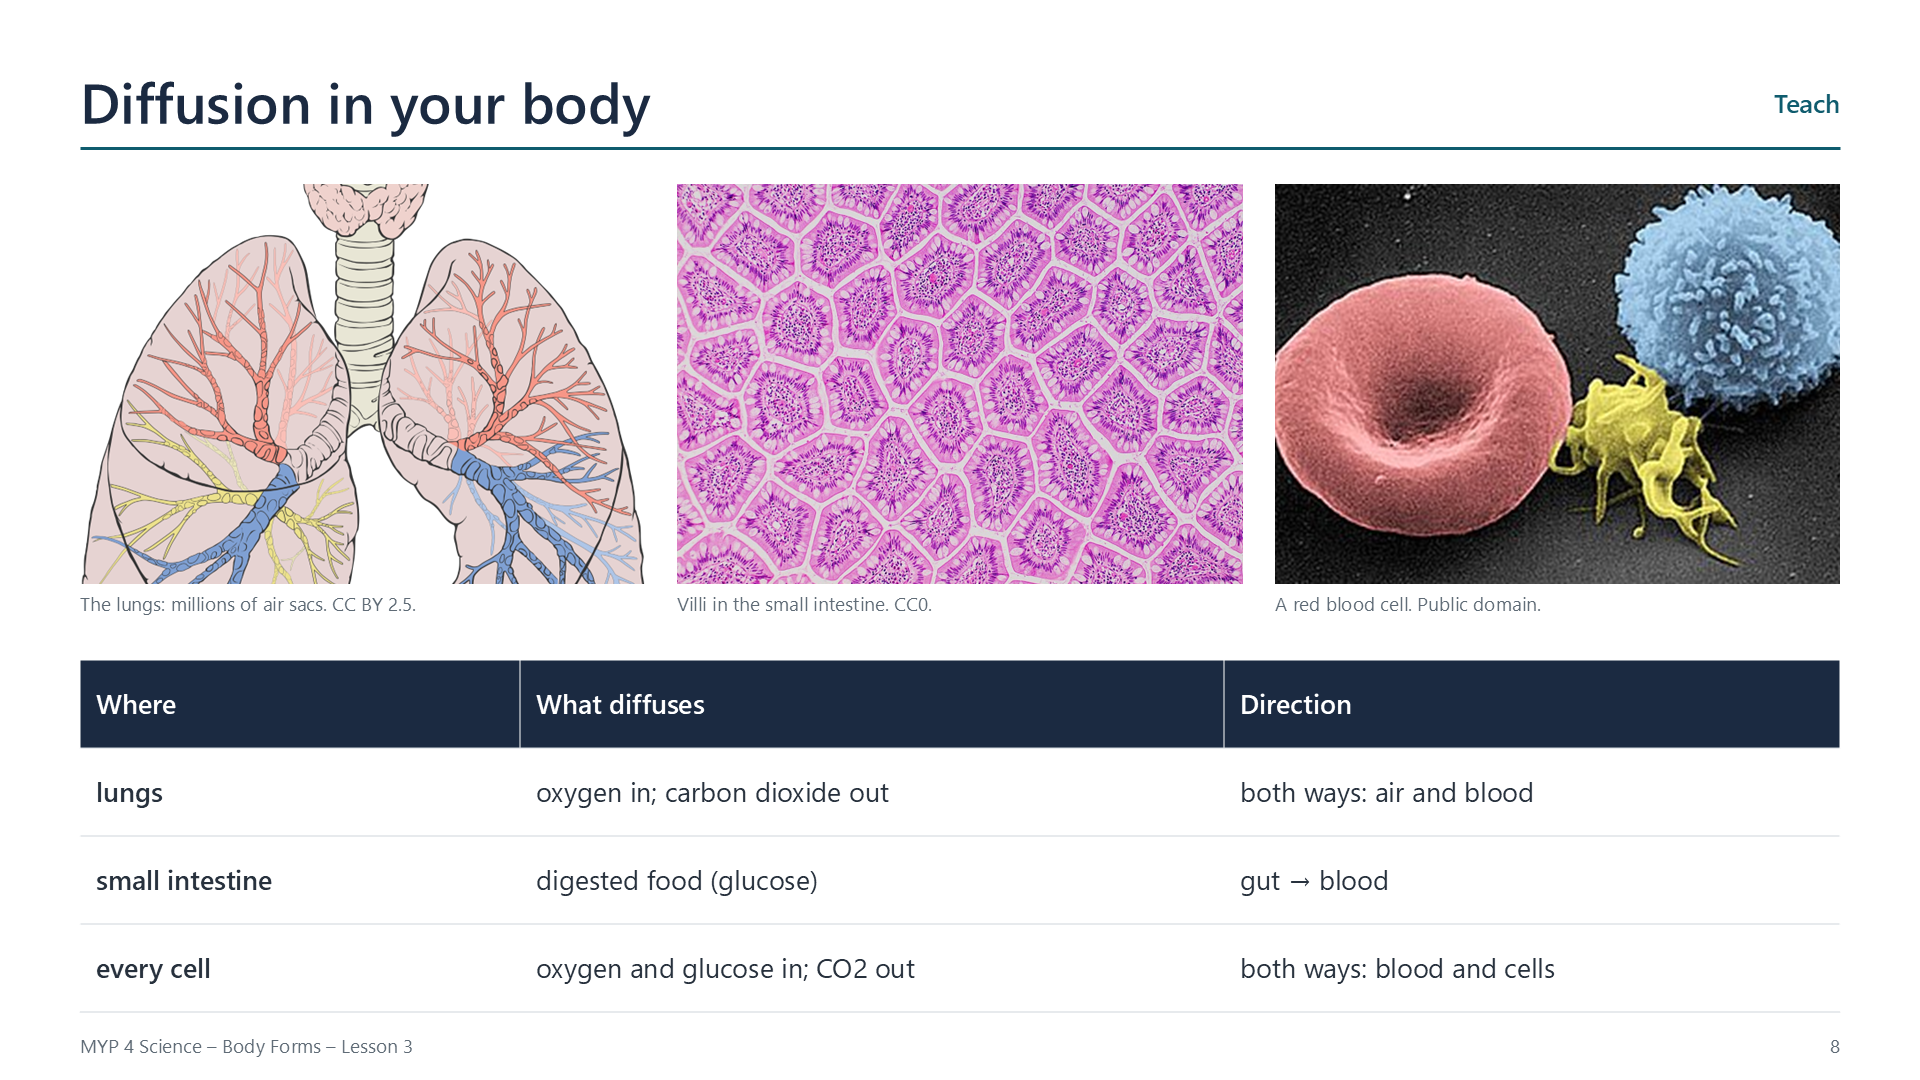 Diffusion in your body
Teach
The lungs: millions of air sacs. CC BY 2.5.
Villi in the small intestine. CC0.
A red blood cell. Public domain.
Where What diffuses Direction
lungs oxygen in; carbon dioxide out both ways: air and blood
small intestine digested food (glucose) gut → blood
every cell oxygen and glucose in; CO2 out both ways: blood and cells
MYP 4 Science – Body Forms – Lesson 3
8